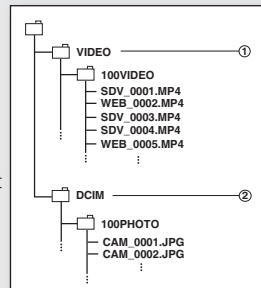 VIDEO ①
100VIDEO
SDV_0001.MP4
WEB_0002.MP4
SDV_0003.MP4
SDV_0004.MP4
WEB_0005.MP4
DCIM ②
100PHOTO
CAM_0001.JPG
CAM_0002.JPG